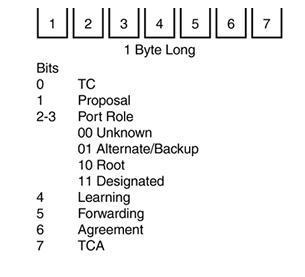 1 2 3 4 5 6 7
1 Byte Long
Bits
0 TC
1 Proposal
2-3 Port Role
00 Unknown
01 Alternate/Backup
10 Root
11 Designated
4 Learning
5 Forwarding
6 Agreement
7 TCA